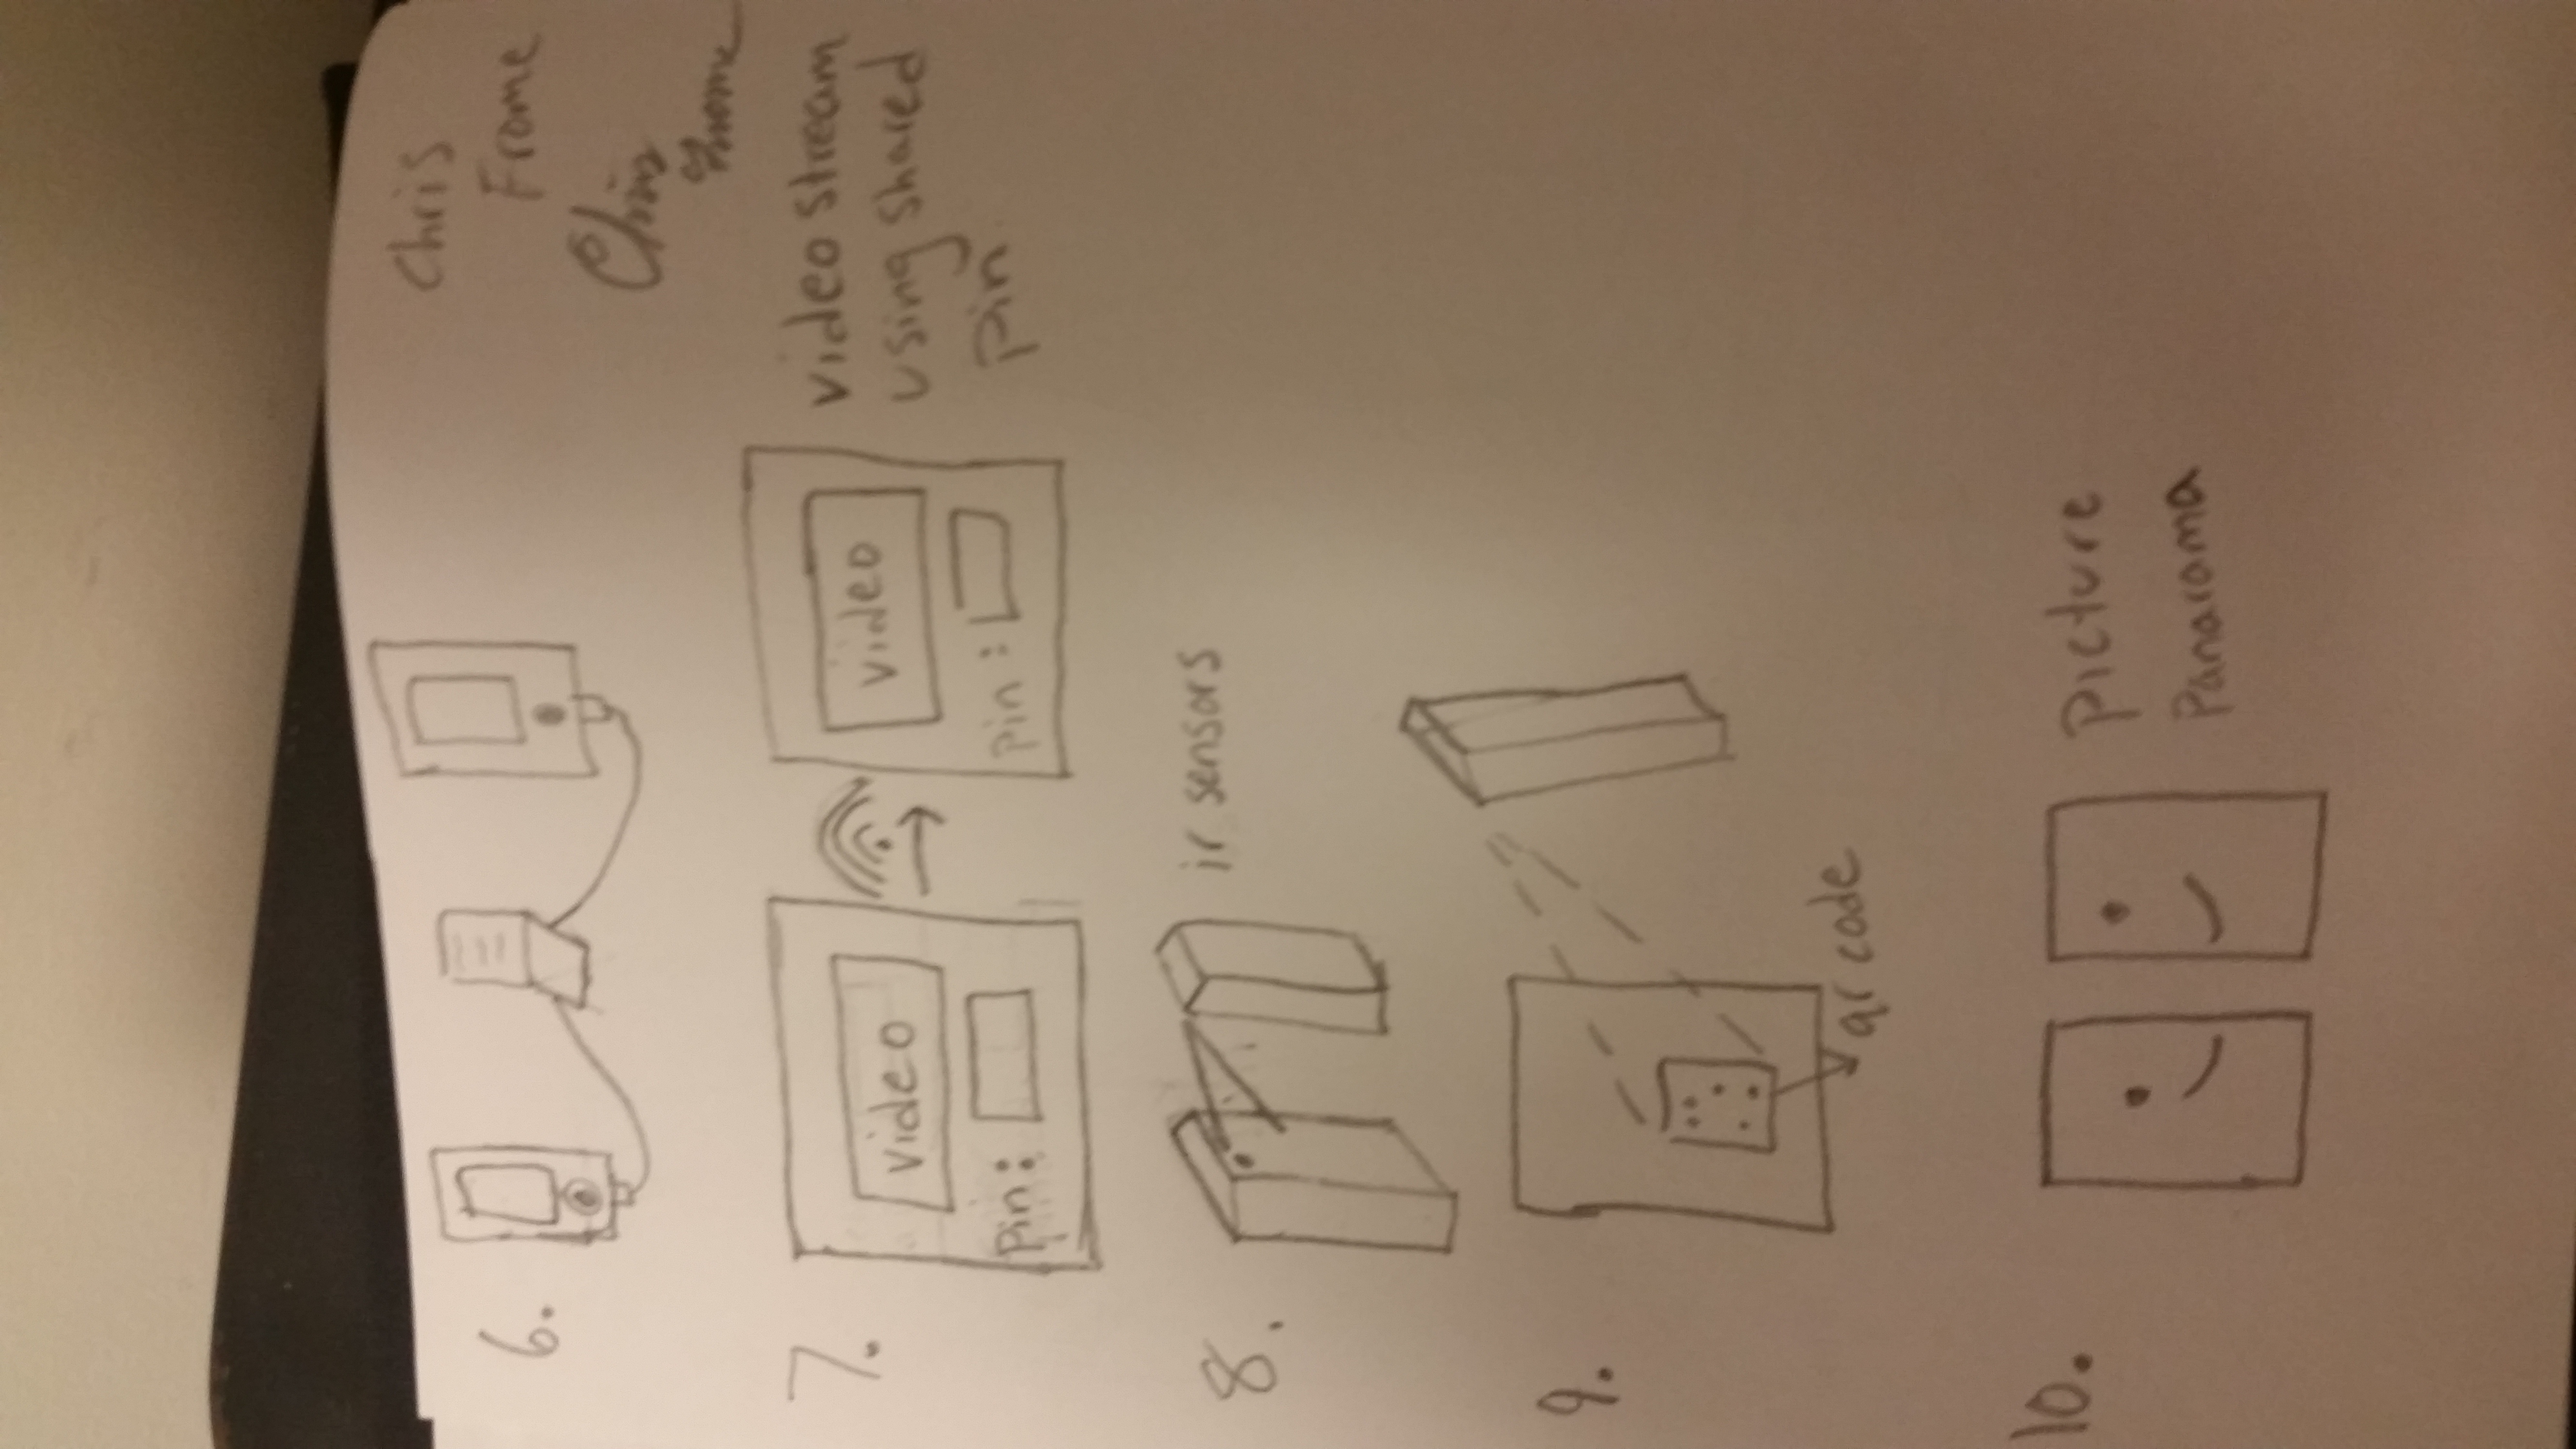 Chris
Frome
6.
Chris
Frome
7.
video
pin:
video
pin:
video stream
using shared
pin
8.
ir sensors
9.
qr code
10.
picture
Panarama